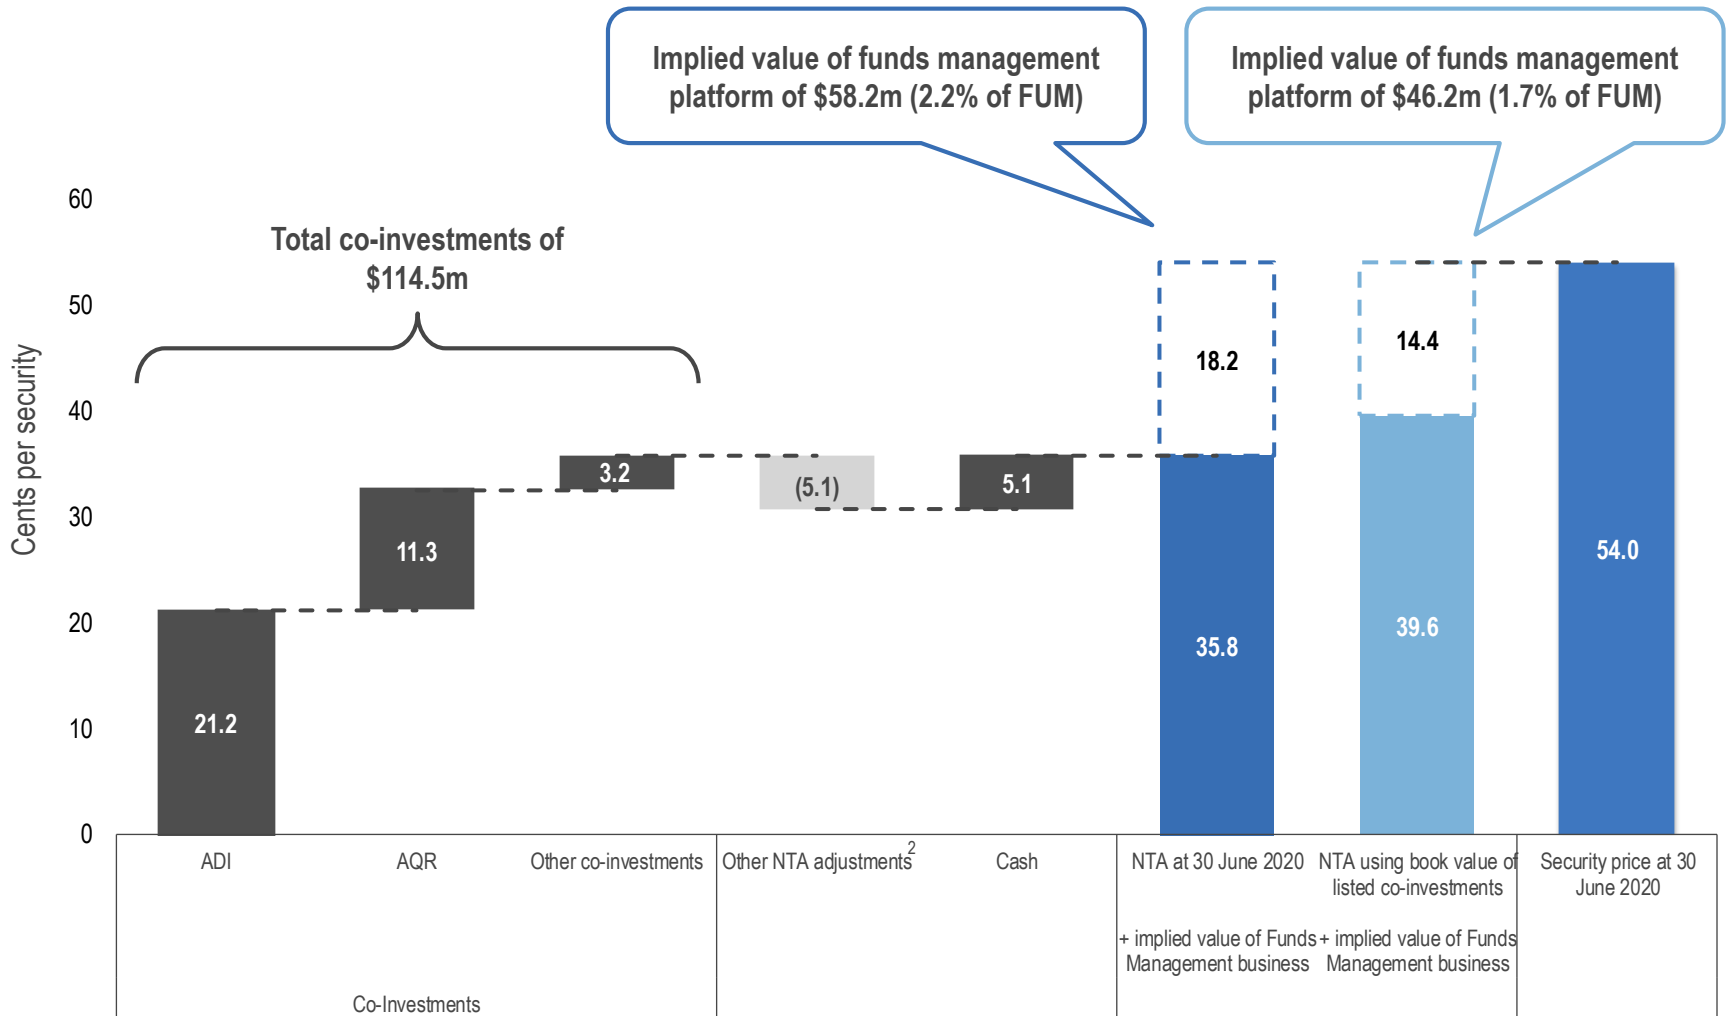 Implied value of funds management
platform of $58.2m (2.2% of FUM)
Implied value of funds management
platform of $46.2m (1.7% of FUM)
Total co-investments of
$114.5m
Cents per security
60
50
40
30
20
10
0
21.2
11.3
3.2
(5.1)
5.1
18.2
35.8
14.4
39.6
54.0
ADI
AQR
Other co-investments
Other NTA adjustments2
Cash
NTA at 30 June 2020
+ implied value of Funds
Management business
NTA using book value of
listed co-investments
+ implied value of Funds
Management business
Security price at 30
June 2020
Co-Investments